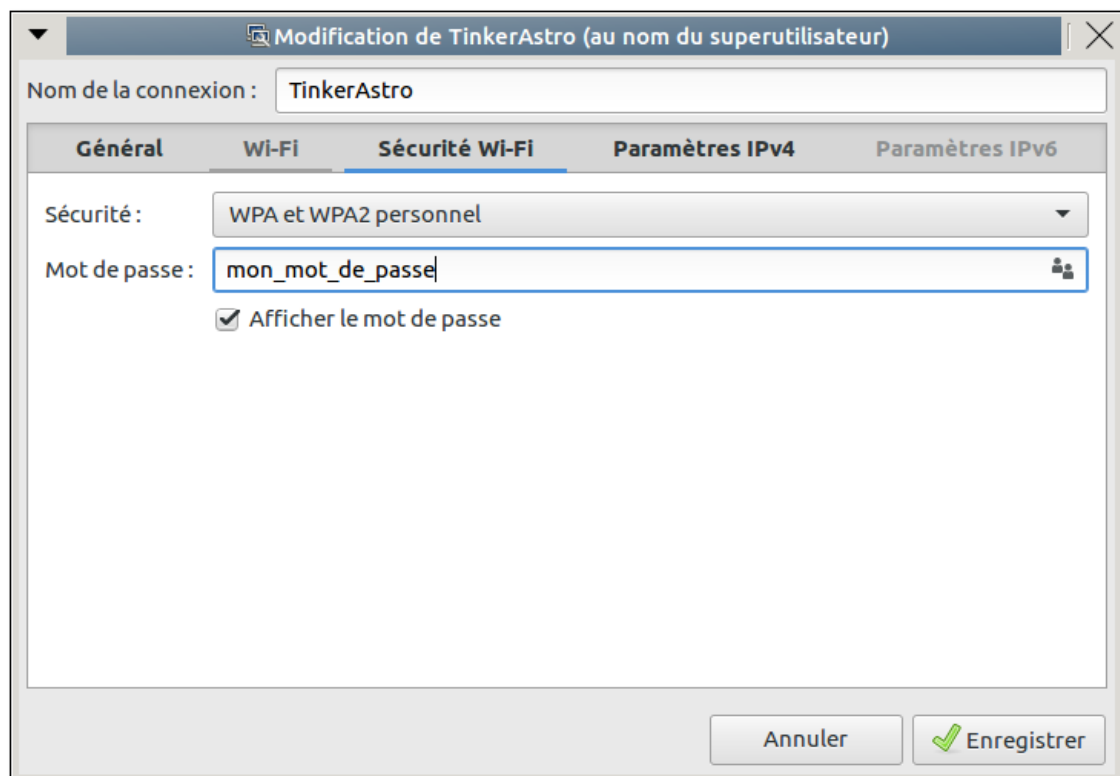 Modification de TinkerAstro (au nom du superutilisateur)
Nom de la connexion : TinkerAstro
Général Wi-Fi Sécurité Wi-Fi Paramètres IPv4 Paramètres IPv6
Sécurité : WPA et WPA2 personnel
Mot de passe : mon_mot_de_passe
Afficher le mot de passe
Annuler Enregistrer